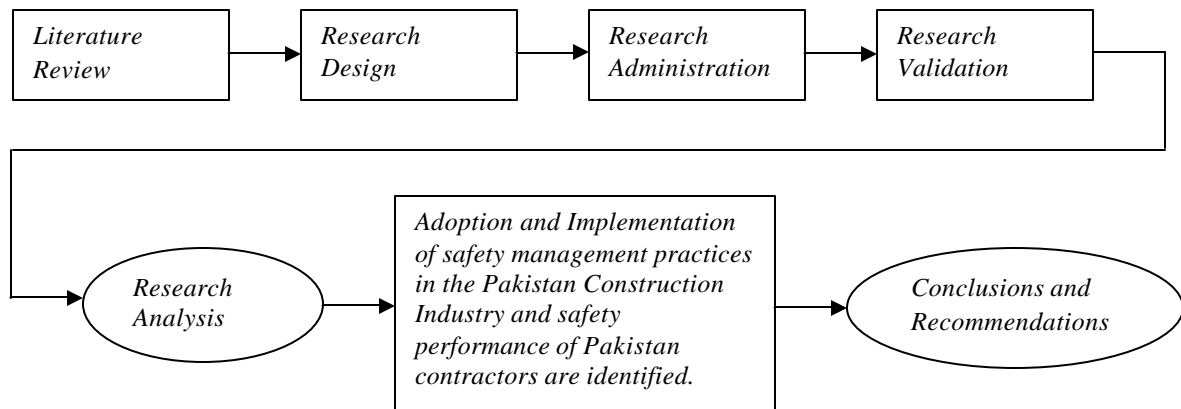 Literature
Review
Research
Design
Research
Administration
Research
Validation
Research
Analysis
Adoption and Implementation
of safety management practices
in the Pakistan Construction
Industry and safety
performance of Pakistan
contractors are identified.
Conclusions and
Recommendations